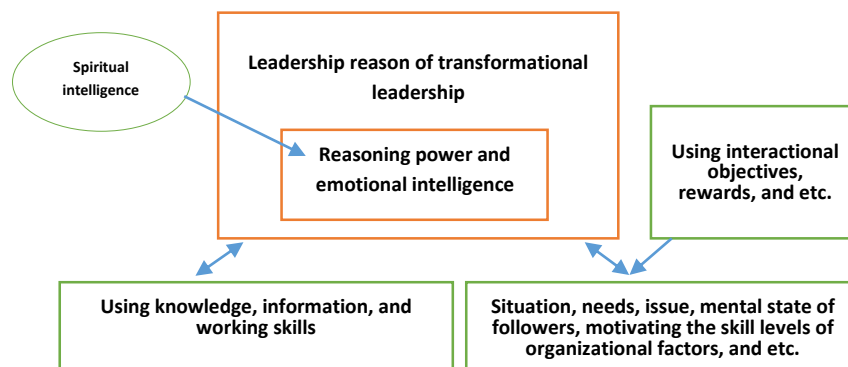 Spiritual
intelligence
Leadership reason of transformational
leadership
Reasoning power and
emotional intelligence
Using interactional
objectives,
rewards, and etc.
Using knowledge, information, and
working skills
Situation, needs, issue, mental state of
followers, motivating the skill levels of
organizational factors, and etc.